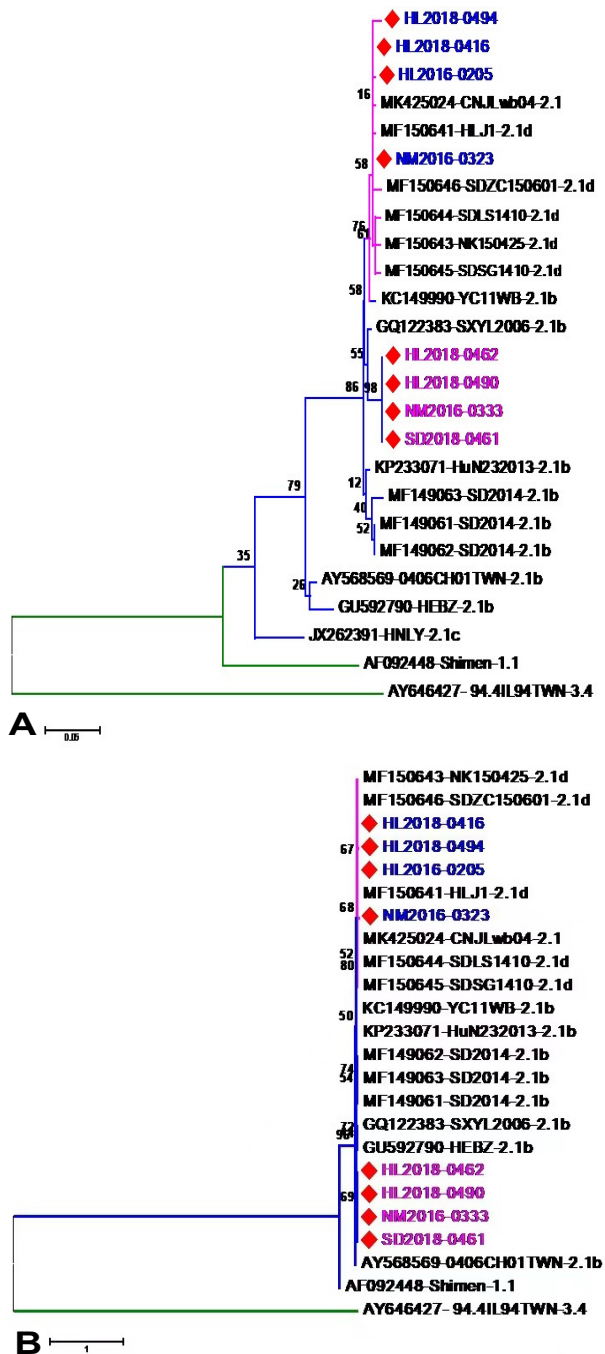 HL2018-0494
HL2018-0416
HL2016-0205
16
MK425024-CNJLwb04-2.1
MF150641-HLJ1-2.1d
58
NM2016-0323
MF150646-SDZC150601-2.1d
MF150644-SDLS1410-2.1d
76
61
MF150643-NK150425-2.1d
MF150645-SDSG1410-2.1d
58
KC149990-YC11WB-2.1b
GQ122383-SXYL2006-2.1b
55
HL2018-0462
86
98
HL2018-0490
NM2016-0333
SD2018-0461
KP233071-HuN232013-2.1b
79
12
MF149063-SD2014-2.1b
40
MF149061-SD2014-2.1b
52
MF149062-SD2014-2.1b
35
AY568569-0406CH01TWN-2.1b
26
GU592790-HEBZ-2.1b
JX262391-HNLY-2.1c
AF092448-Shimen-1.1
AY646427- 94.4IL94TWN-3.4
A
0.05
MF150643-NK150425-2.1d
MF150646-SDZC150601-2.1d
HL2018-0416
67
HL2018-0494
HL2016-0205
MF150641-HLJ1-2.1d
68
NM2016-0323
MK425024-CNJLwb04-2.1
52
80
MF150644-SDLS1410-2.1d
MF150645-SDSG1410-2.1d
50
KC149990-YC11WB-2.1b
KP233071-HuN232013-2.1b
MF149062-SD2014-2.1b
74
54
MF149063-SD2014-2.1b
MF149061-SD2014-2.1b
GQ122383-SXYL2006-2.1b
GU592790-HEBZ-2.1b
HL2018-0462
69
HL2018-0490
NM2016-0333
SD2018-0461
AY568569-0406CH01TWN-2.1b
AF092448-Shimen-1.1
AY646427- 94.4IL94TWN-3.4
B
1